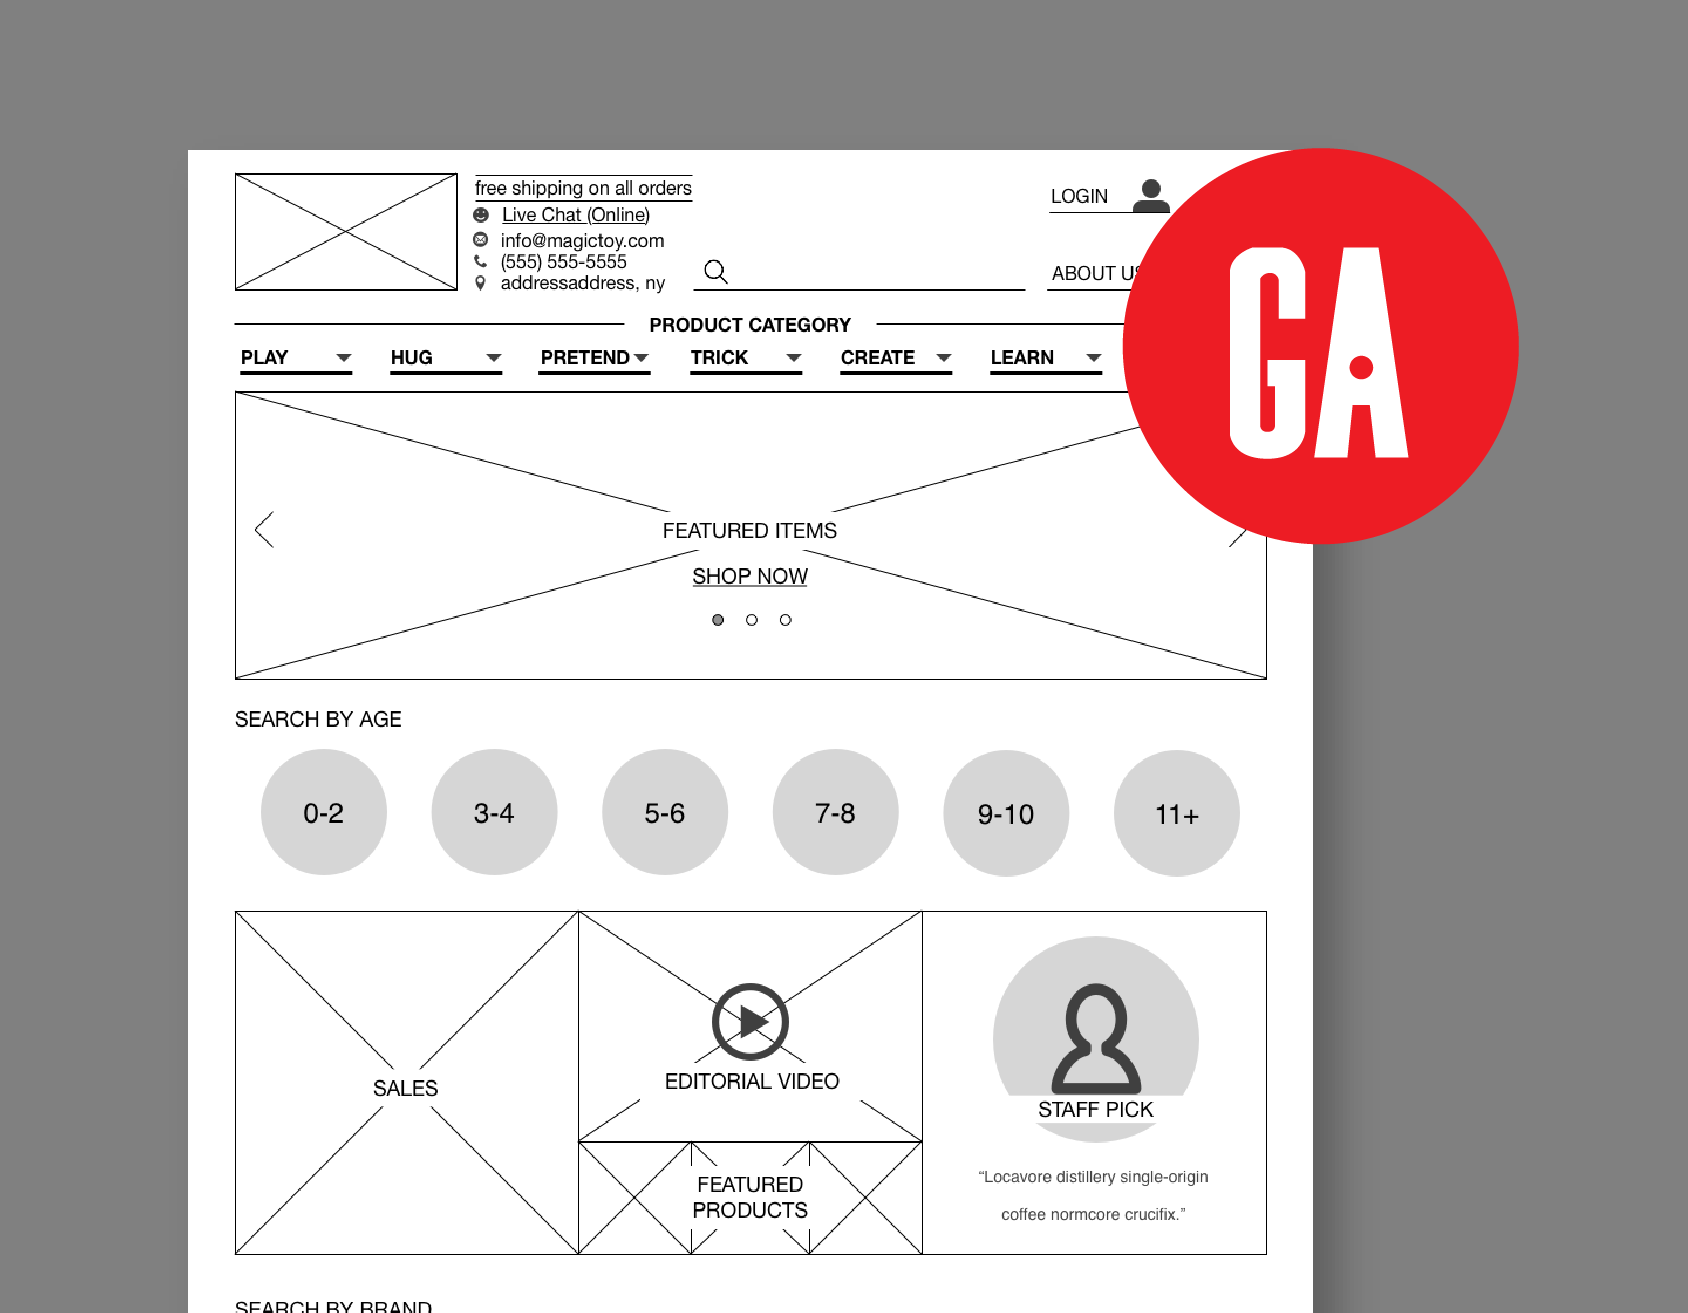 free shipping on all orders
Live Chat (Online)
info@magictoy.com
(555) 555-5555
addressaddress, ny
LOGIN
ABOUT US
GA
PRODUCT CATEGORY
PLAY HUG PRETEND TRICK CREATE LEARN
FEATURED ITEMS
SHOP NOW
SEARCH BY AGE
0-2 3-4 5-6 7-8 9-10 11+
SALES
EDITORIAL VIDEO
FEATURED
PRODUCTS
STAFF PICK
“Locavore distillery single-origin
coffee normcore crucifix.”
SEARCH BY BRAND